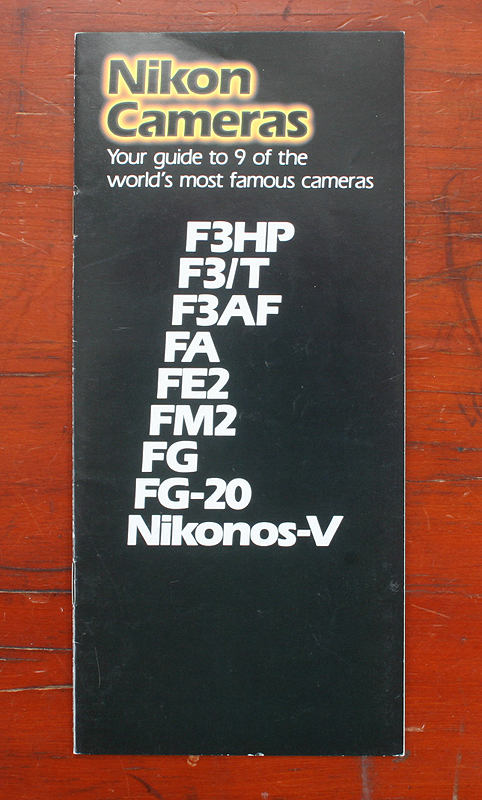 Nikon
Cameras
Your guide to 9 of the
world's most famous cameras
F3HP
F3/T
F3AF
FA
FE2
FM2
FG
FG-20
Nikonos-V